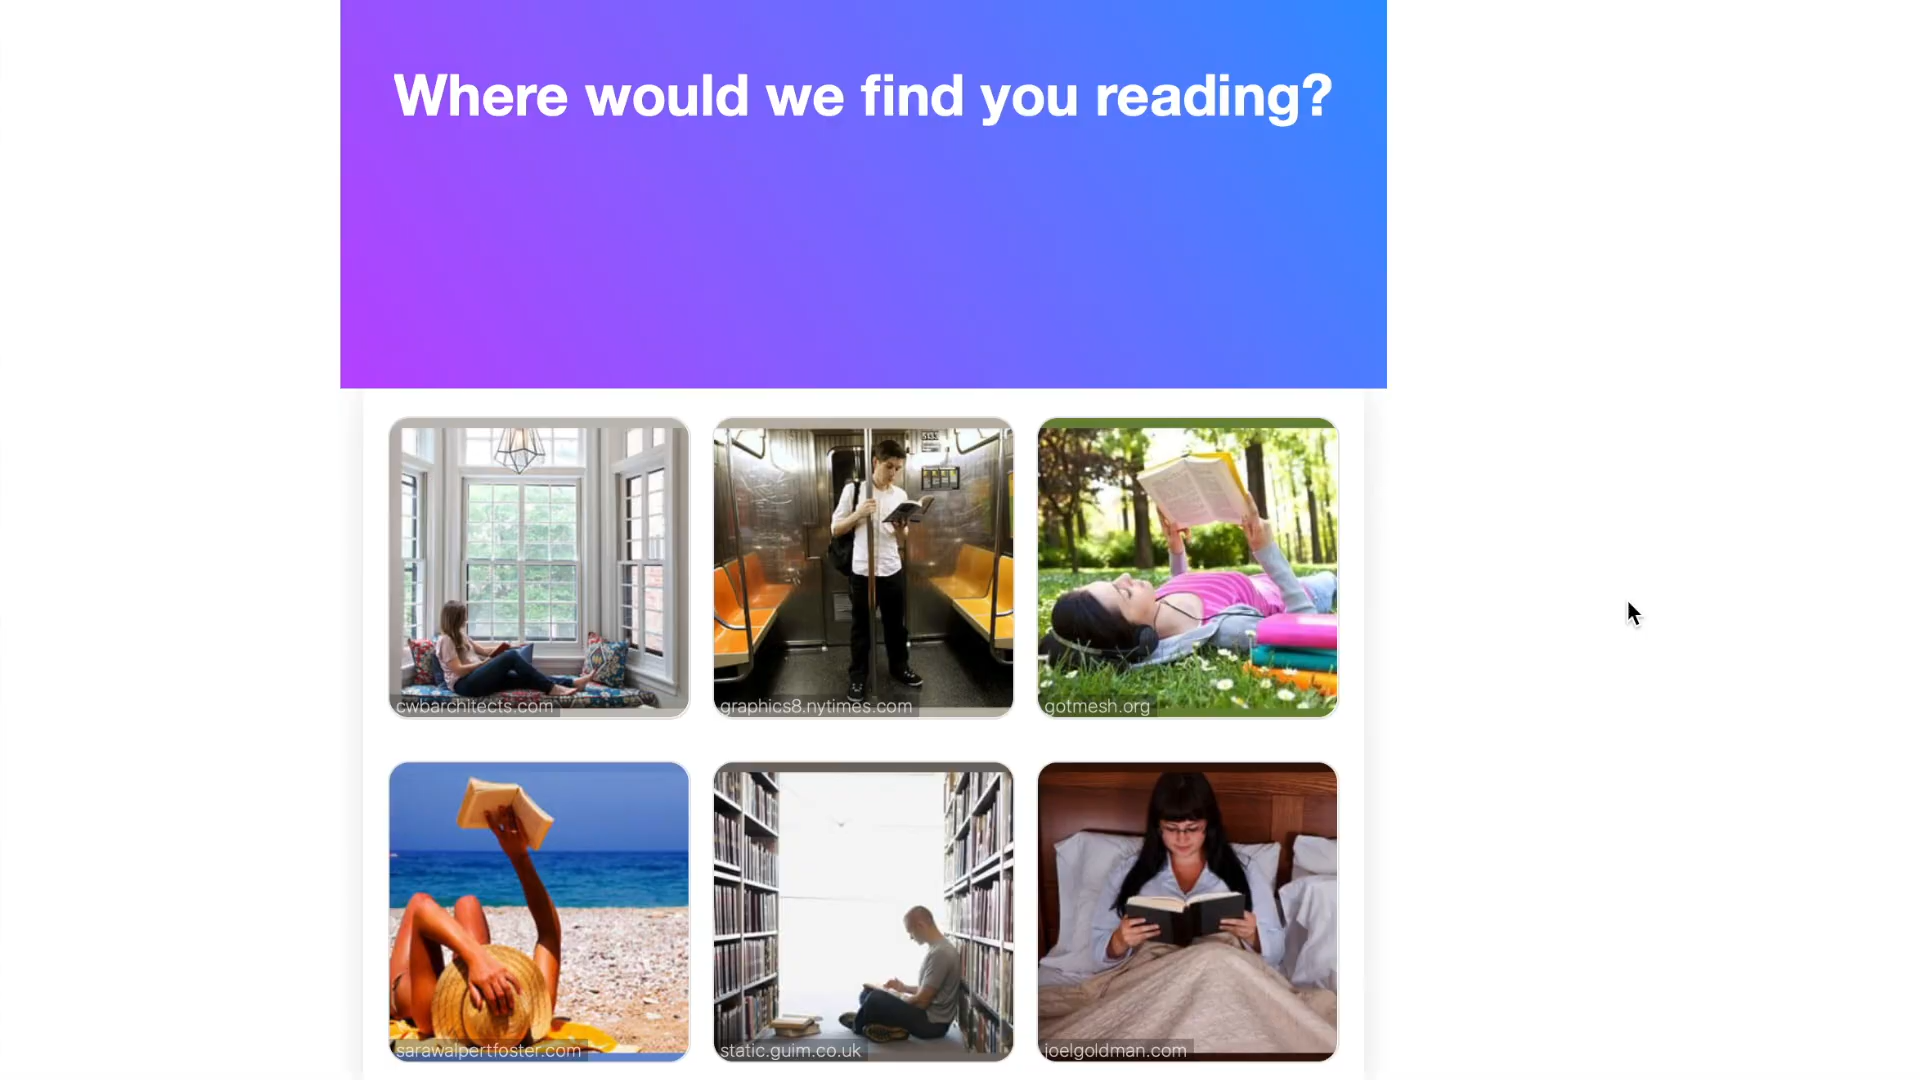 Where would we find you reading?
cwbarchitects.com
graphics8.nytimes.com
gotmesh.org
sarawalpertfoster.com
static.guim.co.uk
joelgoldman.com